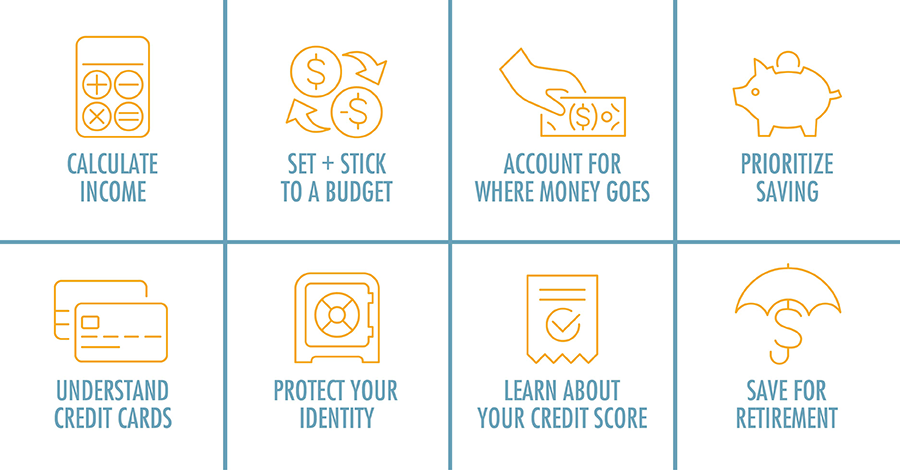 CALCULATE
INCOME
SET + STICK
TO A BUDGET
ACCOUNT FOR
WHERE MONEY GOES
PRIORITIZE
SAVING
UNDERSTAND
CREDIT CARDS
PROTECT YOUR
IDENTITY
LEARN ABOUT
YOUR CREDIT SCORE
SAVE FOR
RETIREMENT